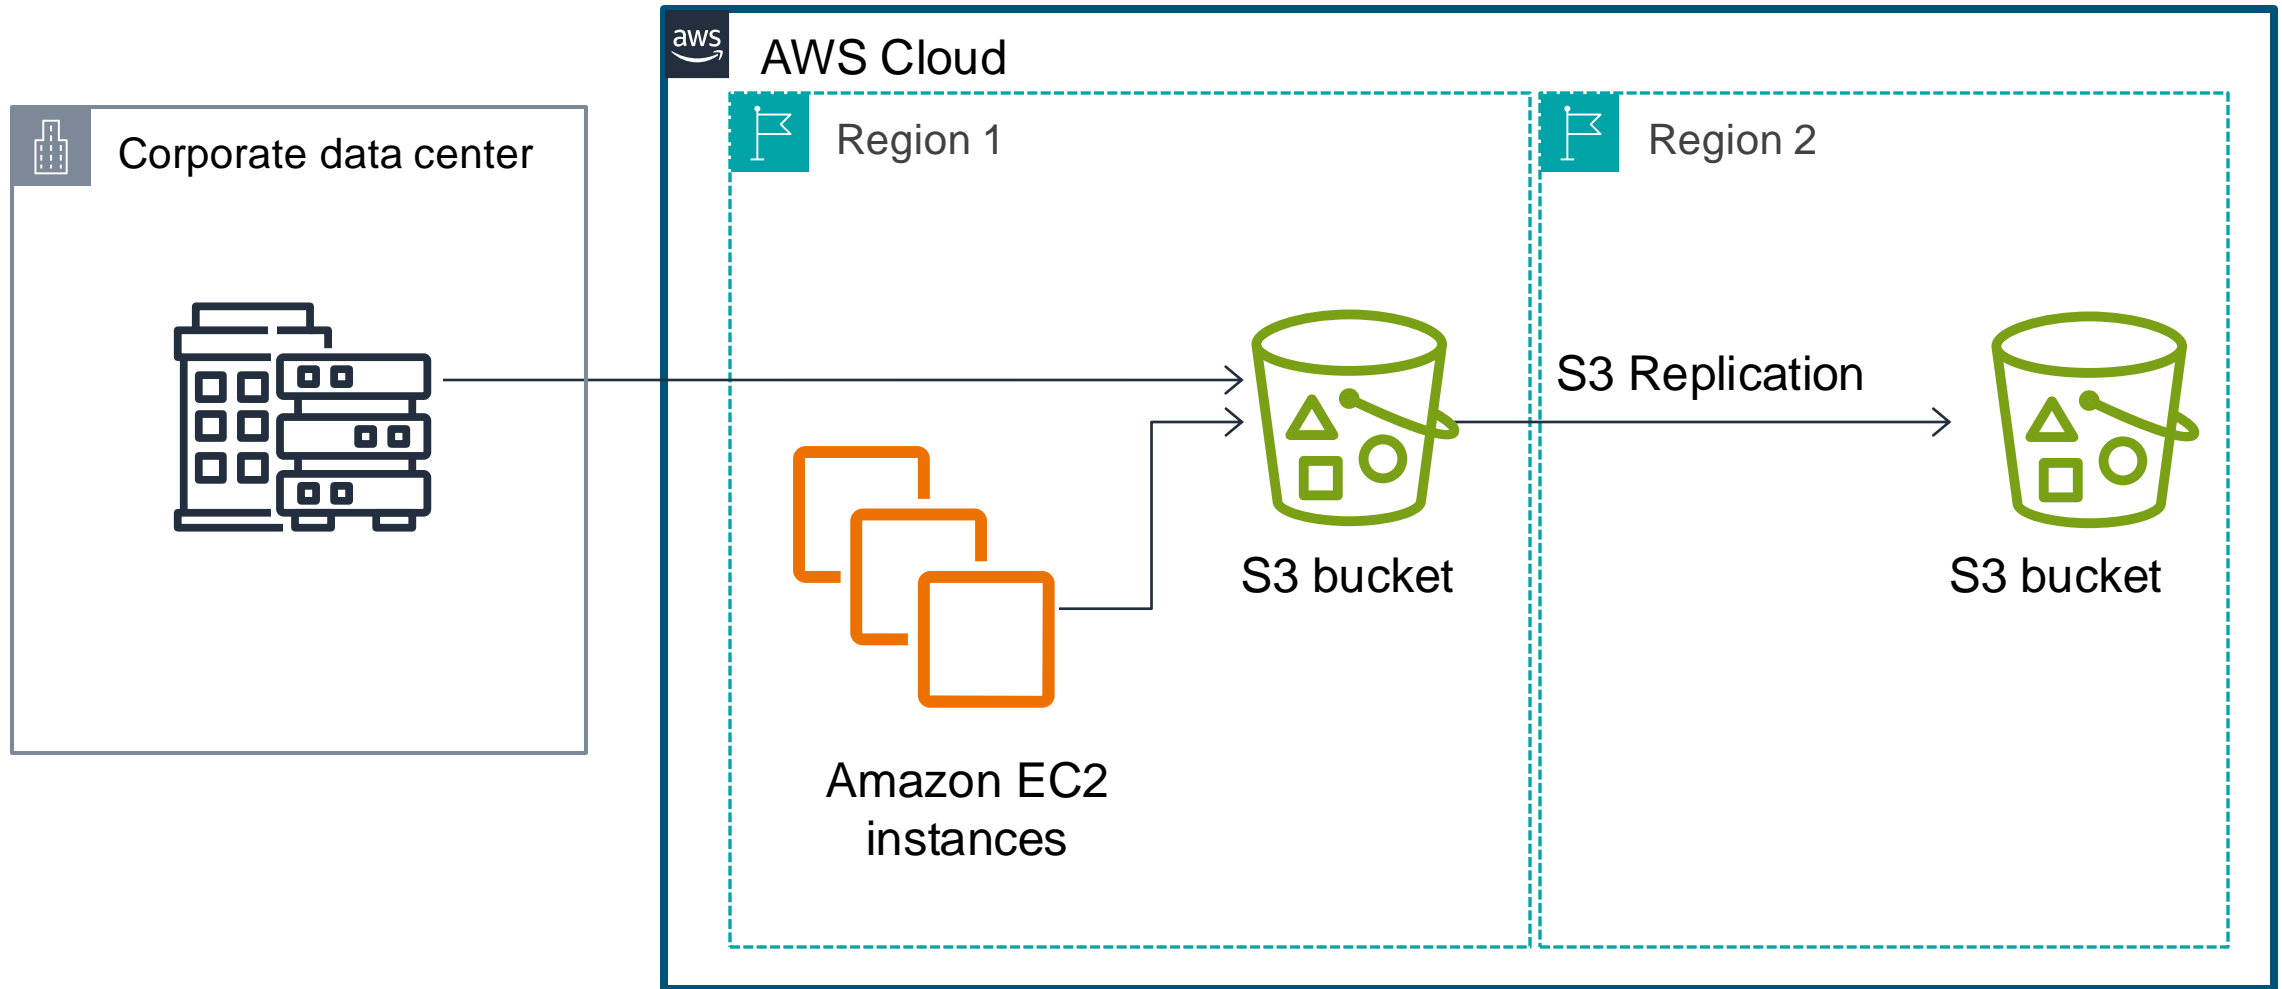 aws
AWS Cloud
Corporate data center
Region 1
Region 2
S3 Replication
S3 bucket
S3 bucket
Amazon EC2
instances